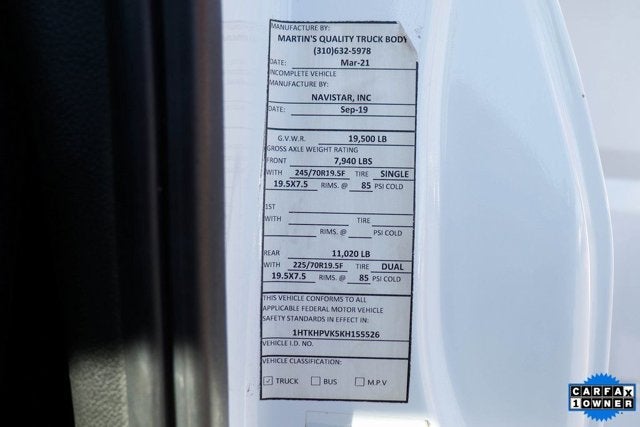 MANUFACTURE BY:
MARTIN'S QUALITY TRUCK BODY
(310)632-5978
DATE: Mar-21
INCOMPLETE VEHICLE
MANUFACTURE BY:
NAVISTAR, INC
DATE: Sep-19
G.V.W.R. 19,500 LB
GROSS AXLE WEIGHT RATING
FRONT 7,940 LBS
WITH 245/70R19.5F TIRE SINGLE
19.5X7.5 RIMS. @ 85 PSI COLD
1ST
WITH TIRE
RIMS. @ PSI COLD
REAR 11,020 LB
WITH 225/70R19.5F TIRE DUAL
19.5X7.5 RIMS. @ 85 PSI COLD
THIS VEHICLE CONFORMS TO ALL
APPLICABLE FEDERAL MOTOR VEHICLE
SAFETY STANDARDS IN EFFECT IN:
1HTKHPVK5KH155526
VEHICLE I.D. NO.
VEHICLE CLASSIFICATION:
TRUCK BUS M.P.V
CARFAX
1 OWNER